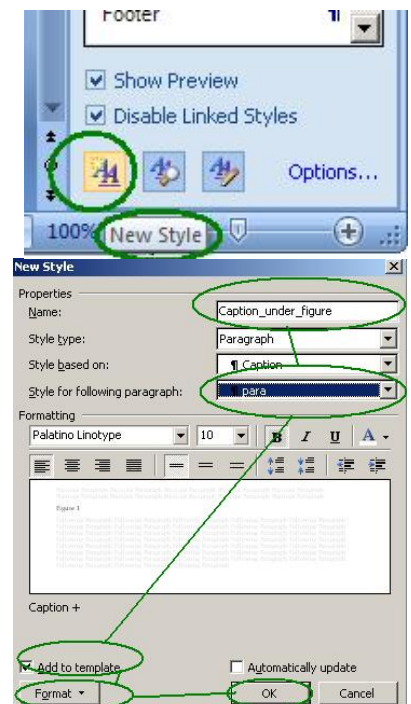 Footer ¶
Show Preview
Disable Linked Styles
Options...
100% New Style
New Style
Properties
Name: Caption_under_figure
Style type: Paragraph
Style based on: ¶ Caption
Style for following paragraph: ¶ para
Formatting
Palatino Linotype 10 B I U A
Figure 1
Caption +
Add to template Automatically update
Format OK Cancel